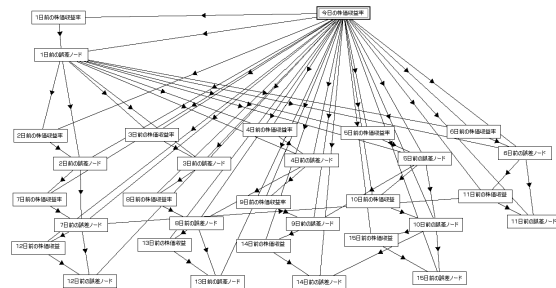 今日の株価収益率
1日前の株価収益率
1日前の誤差ノード
2日前の株価収益率
3日前の株価収益率
4日前の株価収益率
5日前の株価収益率
6日前の株価収益率
2日前の誤差ノード
3日前の誤差ノード
4日前の誤差ノード
5日前の誤差ノード
6日前の誤差ノード
7日前の株価収益率
8日前の株価収益率
9日前の株価収益率
10日前の株価収益
11日前の株価収益
7日前の誤差ノード
8日前の誤差ノード
9日前の誤差ノード
10日前の誤差ノード
11日前の誤差ノード
12日前の株価収益
13日前の株価収益
14日前の株価収益
15日前の株価収益
12日前の誤差ノード
13日前の誤差ノード
14日前の誤差ノード
15日前の誤差ノード